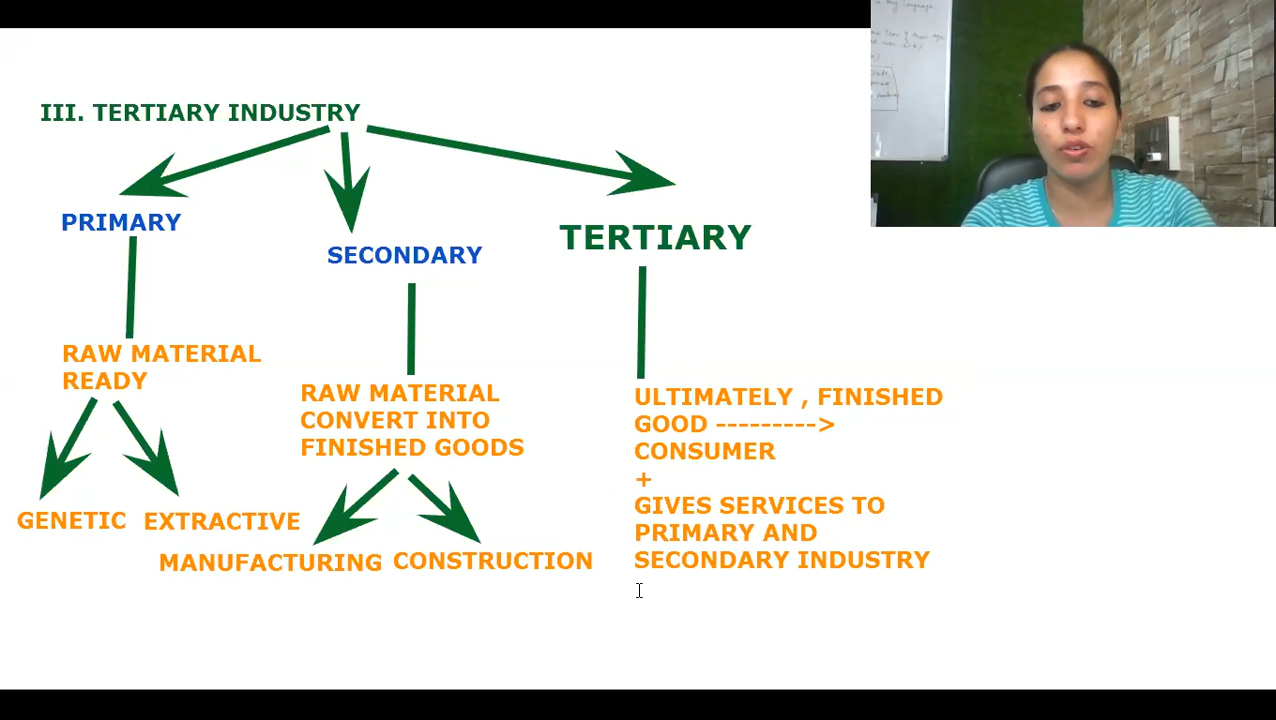 III. TERTIARY INDUSTRY
PRIMARY
SECONDARY
TERTIARY
RAW MATERIAL
READY
RAW MATERIAL
CONVERT INTO
FINISHED GOODS
ULTIMATELY , FINISHED
GOOD --------->
CONSUMER
+
GIVES SERVICES TO
PRIMARY AND
SECONDARY INDUSTRY
GENETIC
EXTRACTIVE
MANUFACTURING
CONSTRUCTION